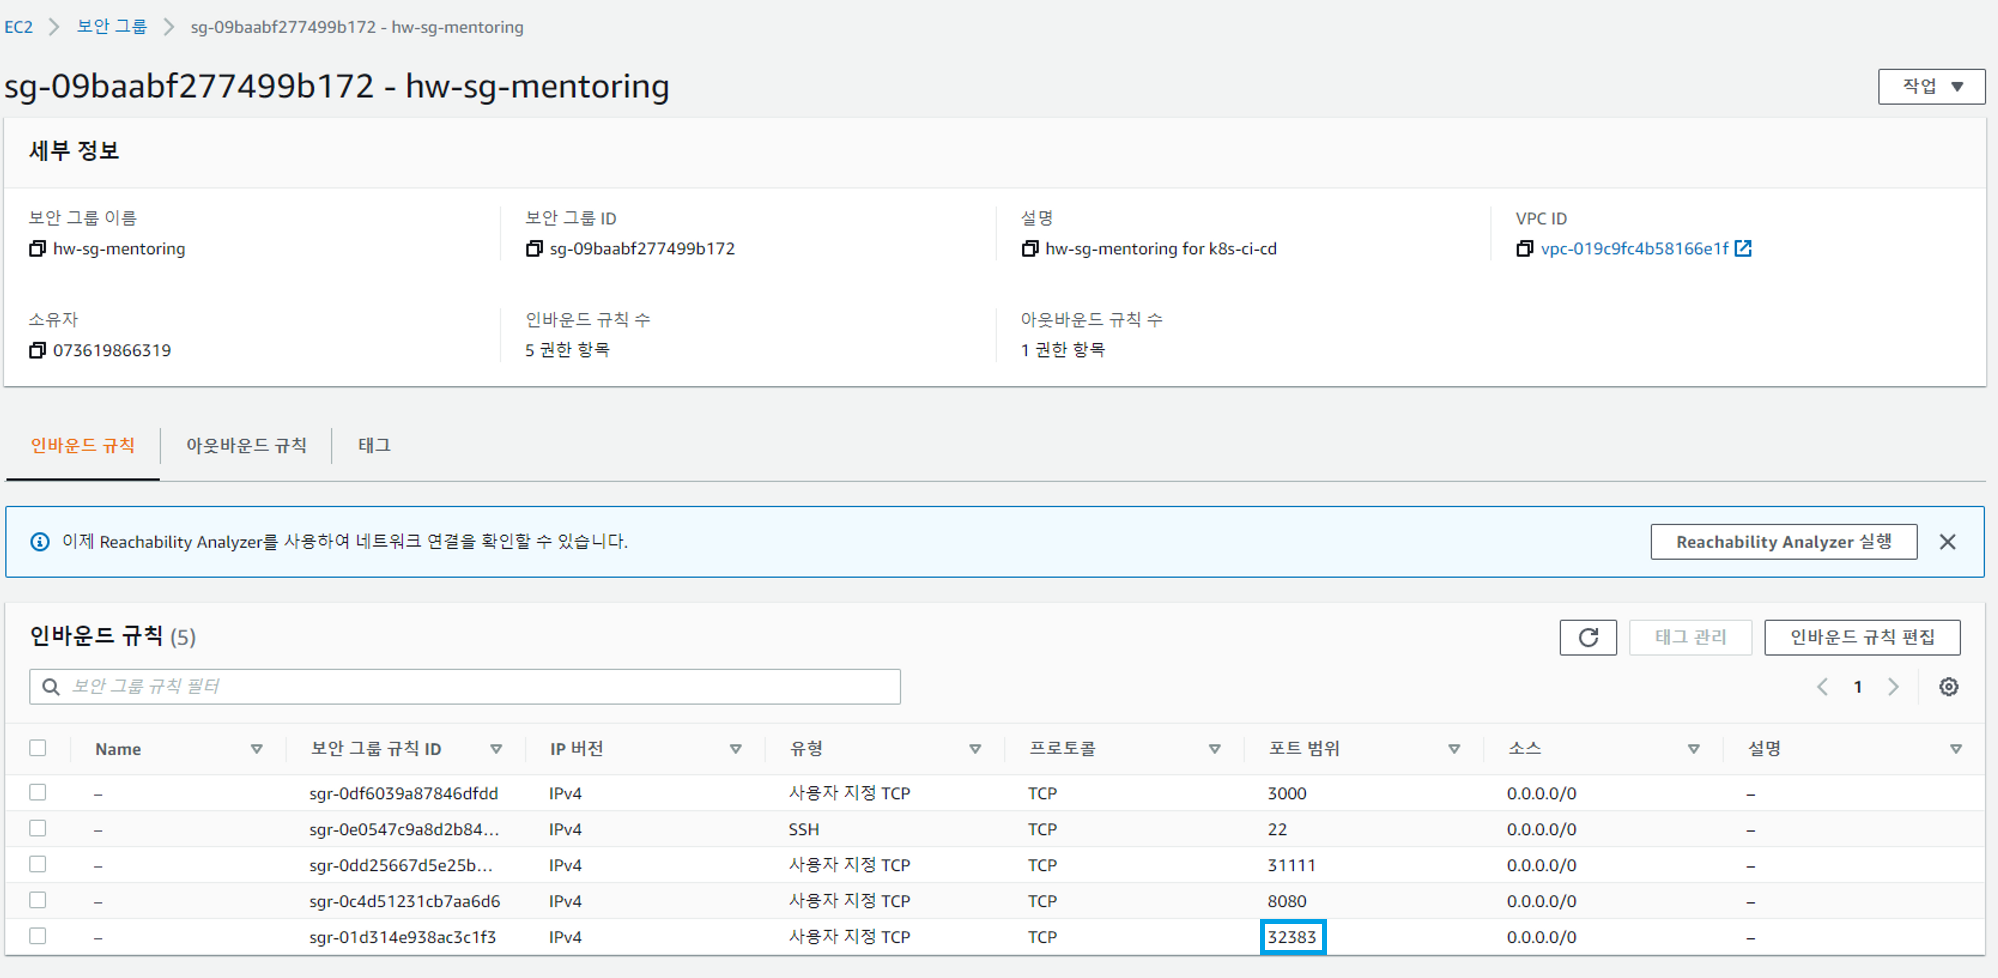 EC2 > 보안 그룹 > sg-09baabf277499b172 - hw-sg-mentoring
sg-09baabf277499b172 - hw-sg-mentoring
작업
세부 정보
보안 그룹 이름 보안 그룹 ID 설명 VPC ID
hw-sg-mentoring sg-09baabf277499b172 hw-sg-mentoring for k8s-ci-cd vpc-019c9fc4b58166e1f
소유자 인바운드 규칙 수 아웃바운드 규칙 수
073619866319 5 권한 항목 1 권한 항목
인바운드 규칙 아웃바운드 규칙 태그
이제 Reachability Analyzer를 사용하여 네트워크 연결을 확인할 수 있습니다. Reachability Analyzer 실행
인바운드 규칙 (5) 태그 관리 인바운드 규칙 편집
보안 그룹 규칙 필터 1
Name 보안 그룹 규칙 ID IP 버전 유형 프로토콜 포트 범위 소스 설명
– sgr-0df6039a87846dfdd IPv4 사용자 지정 TCP TCP 3000 0.0.0.0/0 –
– sgr-0e0547c9a8d2b84... IPv4 SSH TCP 22 0.0.0.0/0 –
– sgr-0dd25667d5e25b... IPv4 사용자 지정 TCP TCP 31111 0.0.0.0/0 –
– sgr-0c4d51231cb7aa6d6 IPv4 사용자 지정 TCP TCP 8080 0.0.0.0/0 –
– sgr-01d314e938ac3c1f3 IPv4 사용자 지정 TCP TCP 32383 0.0.0.0/0 –